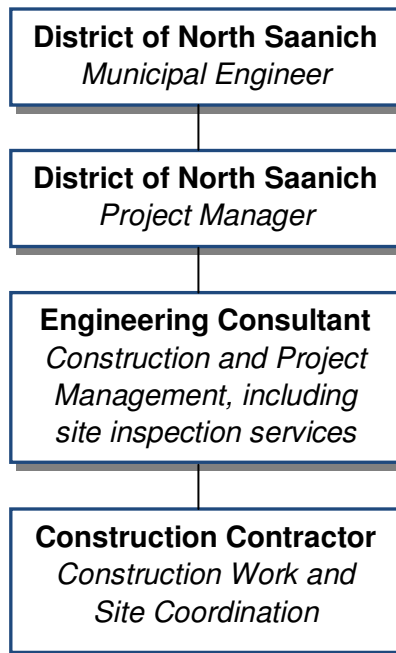 District of North Saanich
Municipal Engineer
District of North Saanich
Project Manager
Engineering Consultant
Construction and Project
Management, including
site inspection services
Construction Contractor
Construction Work and
Site Coordination